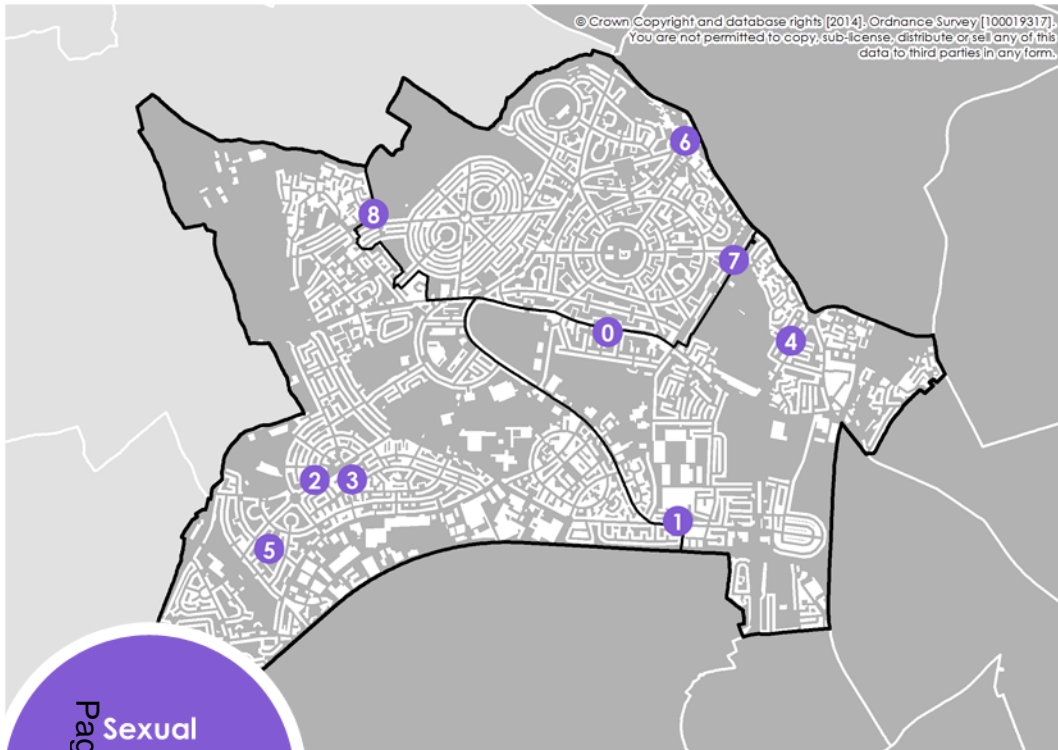 © Crown Copyright and database rights [2014]. Ordnance Survey [100019317].
You are not permitted to copy, sub-license, distribute or sell any of this
data to third parties in any form.
6
8
7
0
4
2
3
1
5
Pag
Sexual